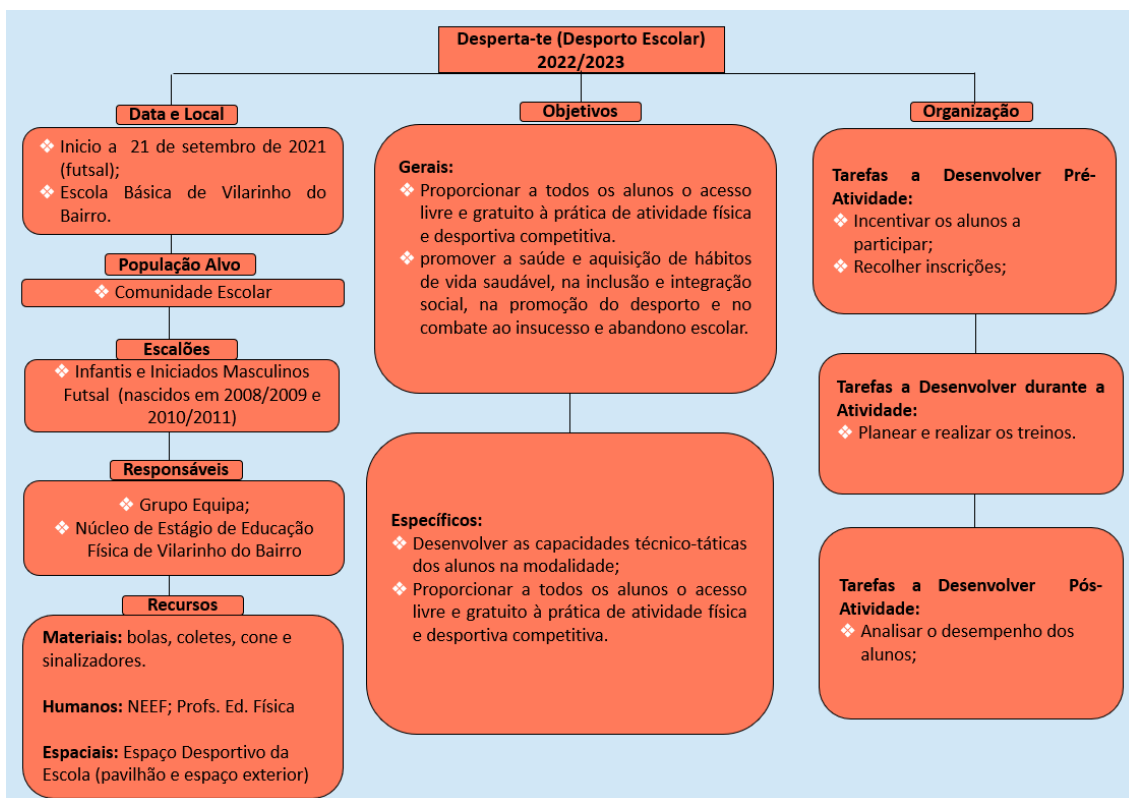 Desperta-te (Desporto Escolar)
2022/2023
Data e Local
❖ Inicio a 21 de setembro de 2021
(futsal);
❖ Escola Básica de Vilarinho do
Bairro.
População Alvo
❖ Comunidade Escolar
Escalões
❖ Infantis e Iniciados Masculinos
Futsal (nascidos em 2008/2009 e
2010/2011)
Responsáveis
❖ Grupo Equipa;
❖ Núcleo de Estágio de Educação
Física de Vilarinho do Bairro
Recursos
Materiais: bolas, coletes, cone e
sinalizadores.
Humanos: NEEF; Profs. Ed. Física
Espaciais: Espaço Desportivo da
Escola (pavilhão e espaço exterior)
Objetivos
Gerais:
❖ Proporcionar a todos os alunos o acesso
livre e gratuito à prática de atividade física
e desportiva competitiva.
❖ promover a saúde e aquisição de hábitos
de vida saudável, na inclusão e integração
social, na promoção do desporto e no
combate ao insucesso e abandono escolar.
Específicos:
❖ Desenvolver as capacidades técnico-táticas
dos alunos na modalidade;
❖ Proporcionar a todos os alunos o acesso
livre e gratuito à prática de atividade física
e desportiva competitiva.
Organização
Tarefas a Desenvolver Pré-
Atividade:
❖ Incentivar os alunos a
participar;
❖ Recolher inscrições;
Tarefas a Desenvolver durante a
Atividade:
❖ Planear e realizar os treinos.
Tarefas a Desenvolver Pós-
Atividade:
❖ Analisar o desempenho dos
alunos;